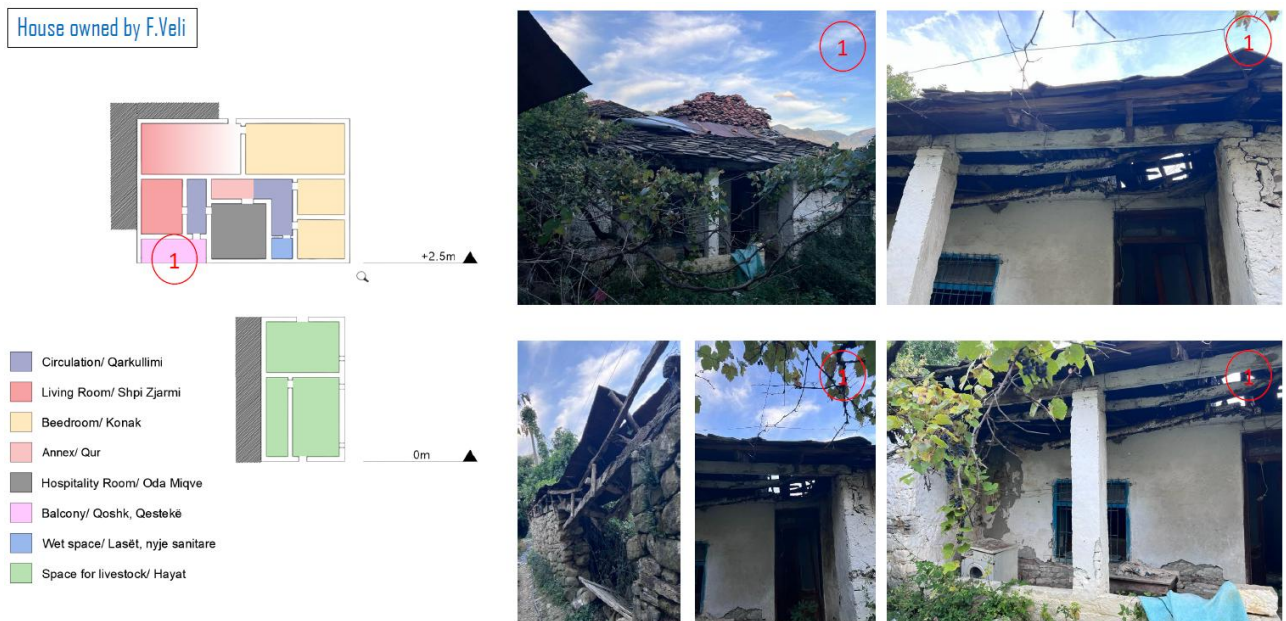 House owned by F.Veli
1
+2.5m
0m
Circulation/ Qarkullimi
Living Room/ Shpi Zjarmi
Beedroom/ Konak
Annex/ Qur
Hospitality Room/ Oda Miqve
Balcony/ Qoshk, Qestekë
Wet space/ Lasët, nyje sanitare
Space for livestock/ Hayat
1
1
1
1